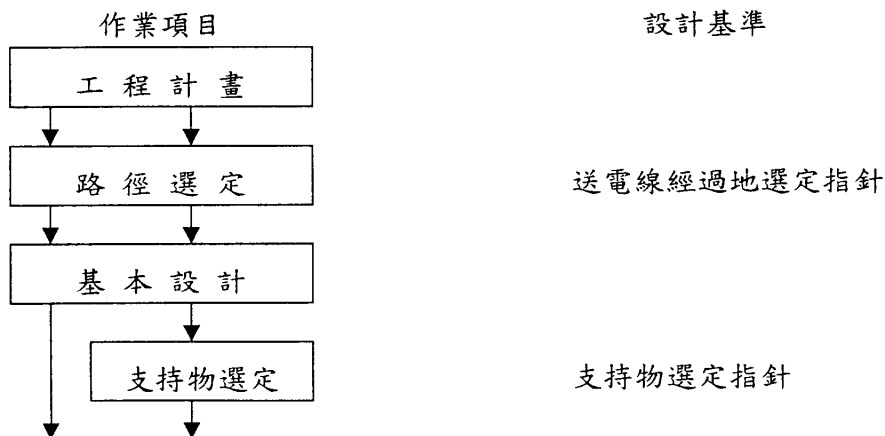 作業項目 設計基準
工程計畫
路徑選定 送電線經過地選定指針
基本設計
支持物選定 支持物選定指針